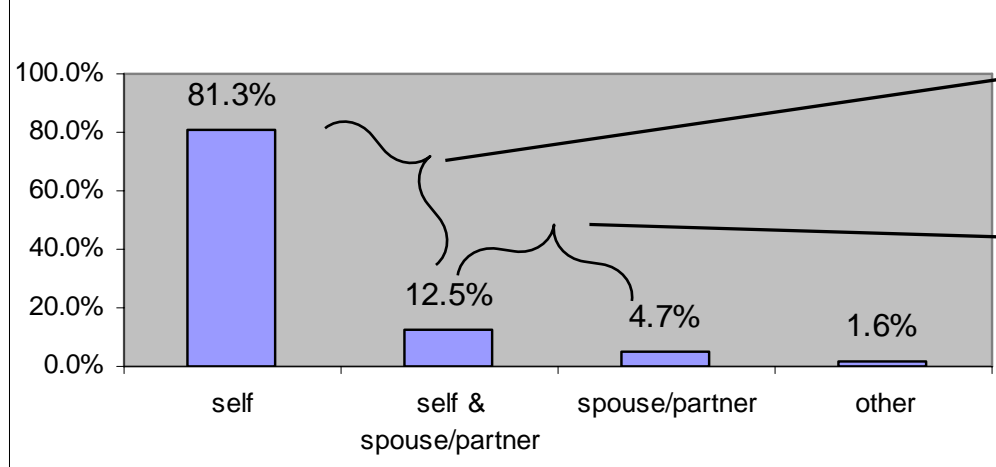 100.0%
80.0%
60.0%
40.0%
20.0%
0.0%
81.3%
12.5%
4.7%
1.6%
self
self &
spouse/partner
spouse/partner
other